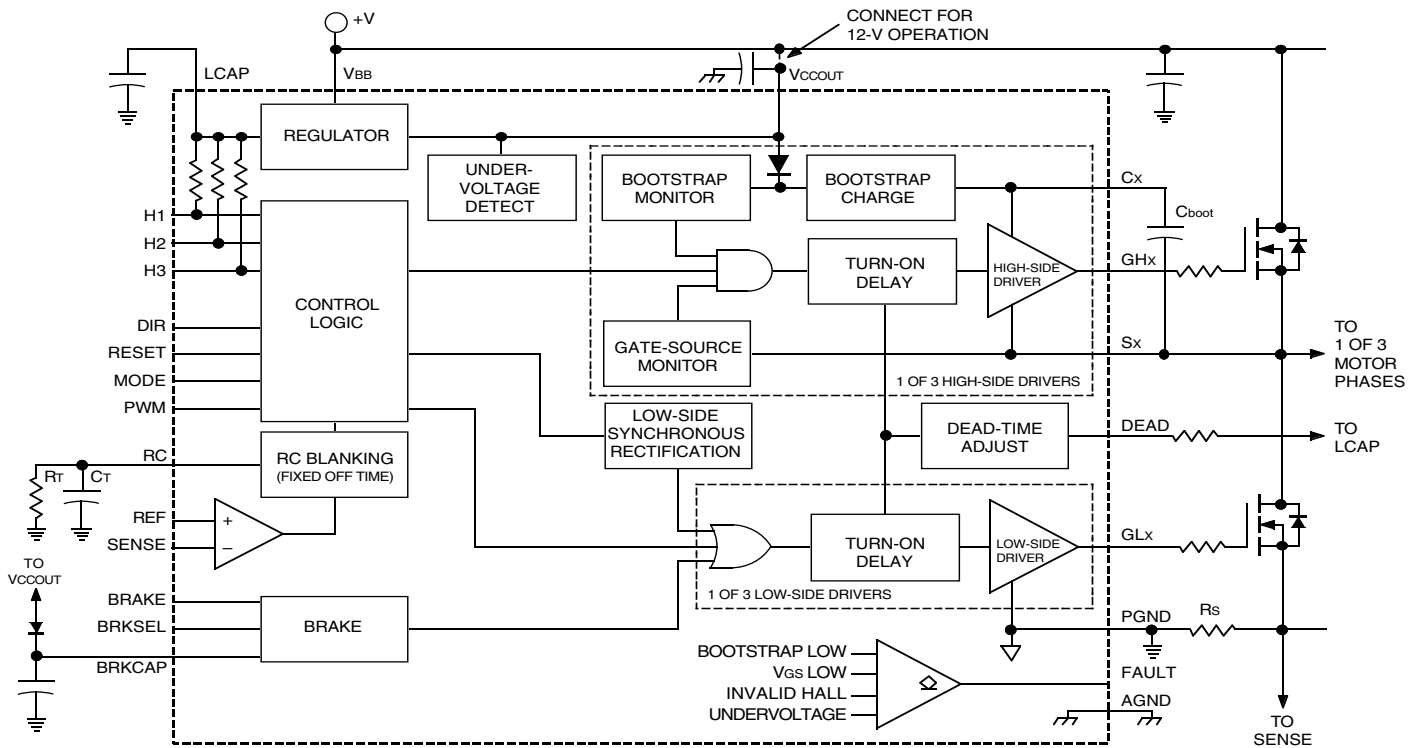 +V
CONNECT FOR
12-V OPERATION
LCAP
VBB
VCCOUT
REGULATOR
UNDER-
VOLTAGE
DETECT
BOOTSTRAP
MONITOR
BOOTSTRAP
CHARGE
CX
Cboot
H1
H2
H3
CONTROL
LOGIC
TURN-ON
DELAY
HIGH-SIDE
DRIVER
GHX
DIR
RESET
MODE
PWM
GATE-SOURCE
MONITOR
SX
1 OF 3 HIGH-SIDE DRIVERS
TO
1 OF 3
MOTOR
PHASES
LOW-SIDE
SYNCHRONOUS
RECTIFICATION
DEAD-TIME
ADJUST
DEAD
TO
LCAP
RC
RT
CT
RC BLANKING
(FIXED OFF TIME)
REF
+
SENSE
–
TURN-ON
DELAY
LOW-SIDE
DRIVER
GLX
1 OF 3 LOW-SIDE DRIVERS
TO
VCCOUT
BRAKE
BRKSEL
BRKCAP
BRAKE
PGND
RS
BOOTSTRAP LOW
VGS LOW
INVALID HALL
UNDERVOLTAGE
FAULT
AGND
TO
SENSE